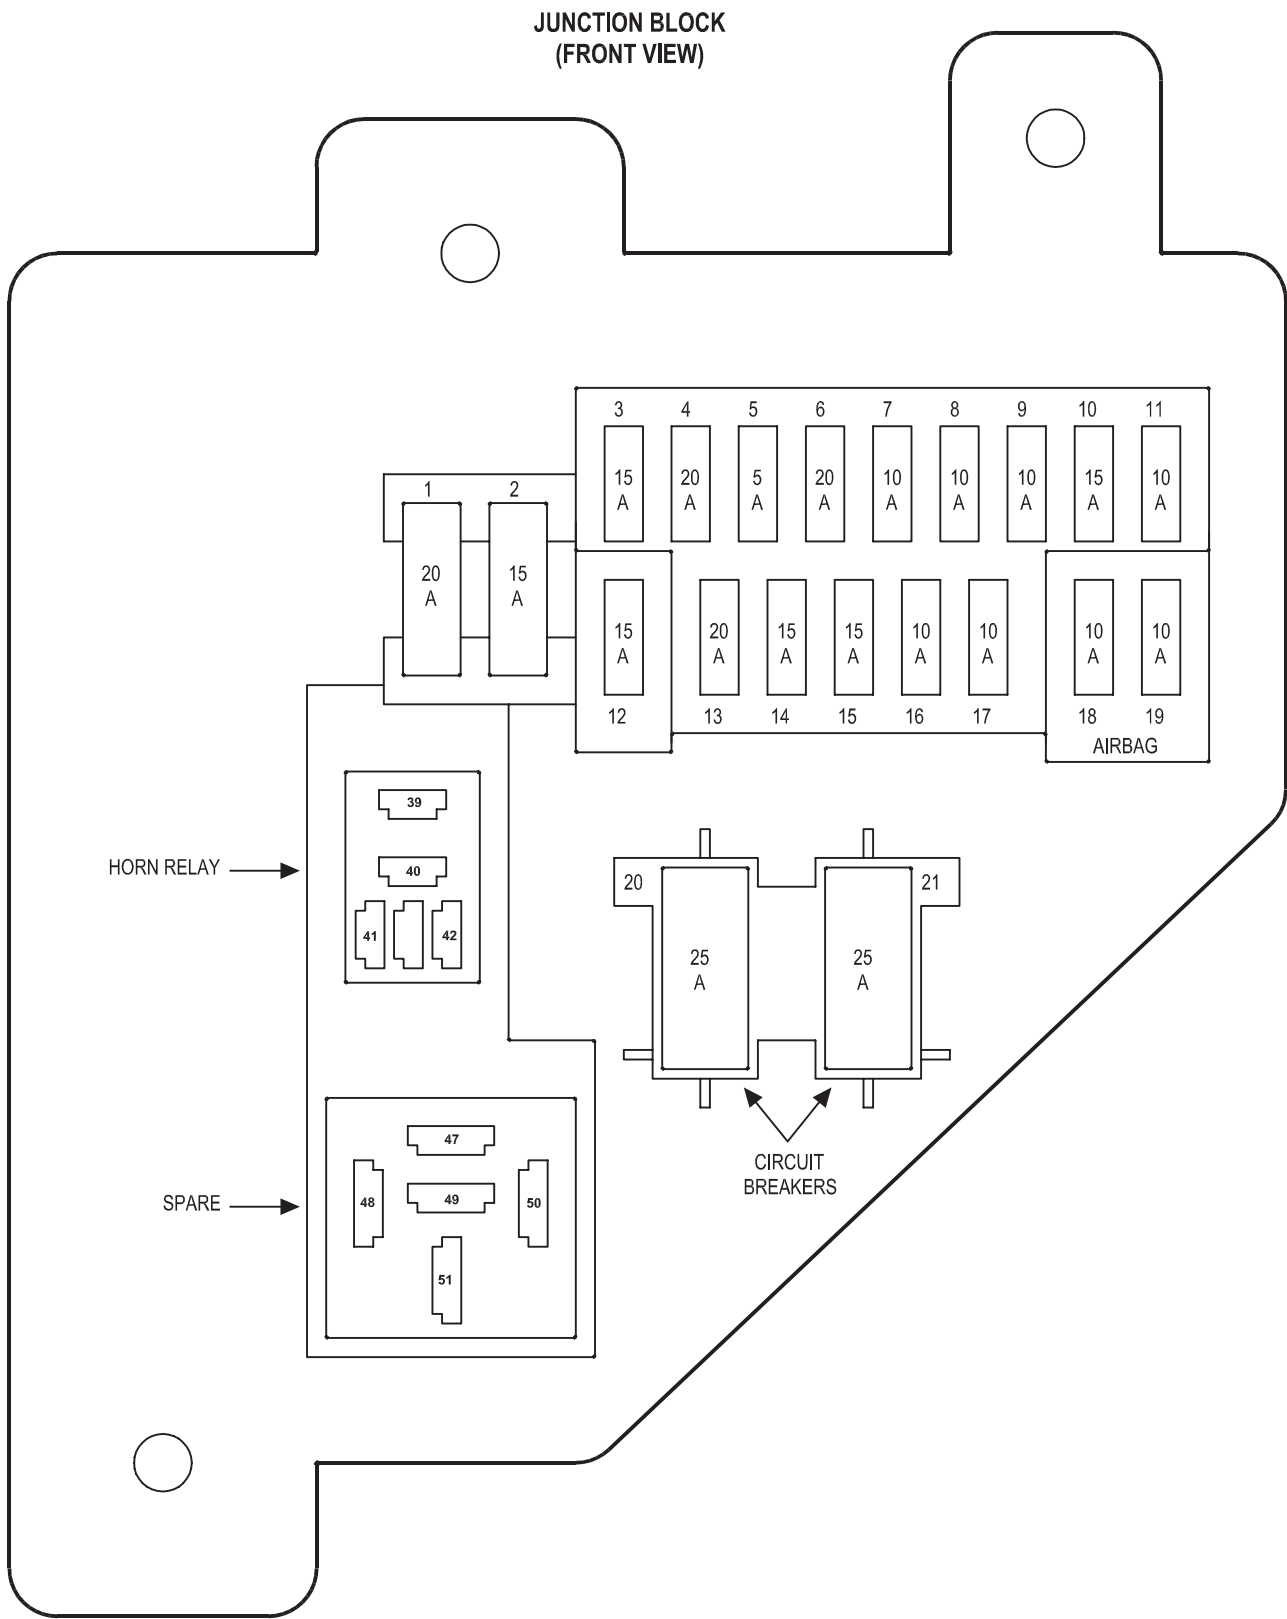 JUNCTION BLOCK
(FRONT VIEW)
3 4 5 6 7 8 9 10 11
15 20 5 20 10 10 10 15 10
A A A A A A A A A
1 2
20 15
A A
15 20 15 15 10 10 10 10
A A A A A A A A
12 13 14 15 16 17 18 19
AIRBAG
39
HORN RELAY
40
41 42
20 21
25 25
A A
47
SPARE
48 49 50
51
CIRCUIT
BREAKERS